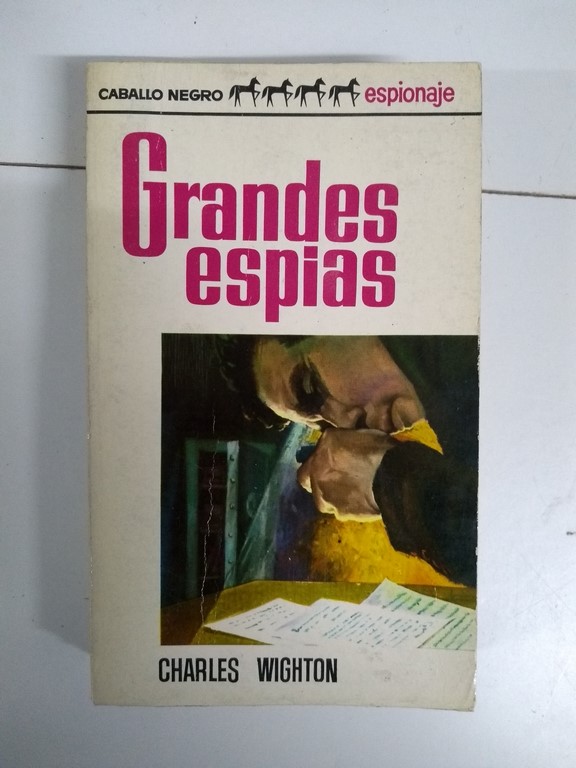 CABALLO NEGRO espionaje
Grandes
espias
CHARLES WIGHTON